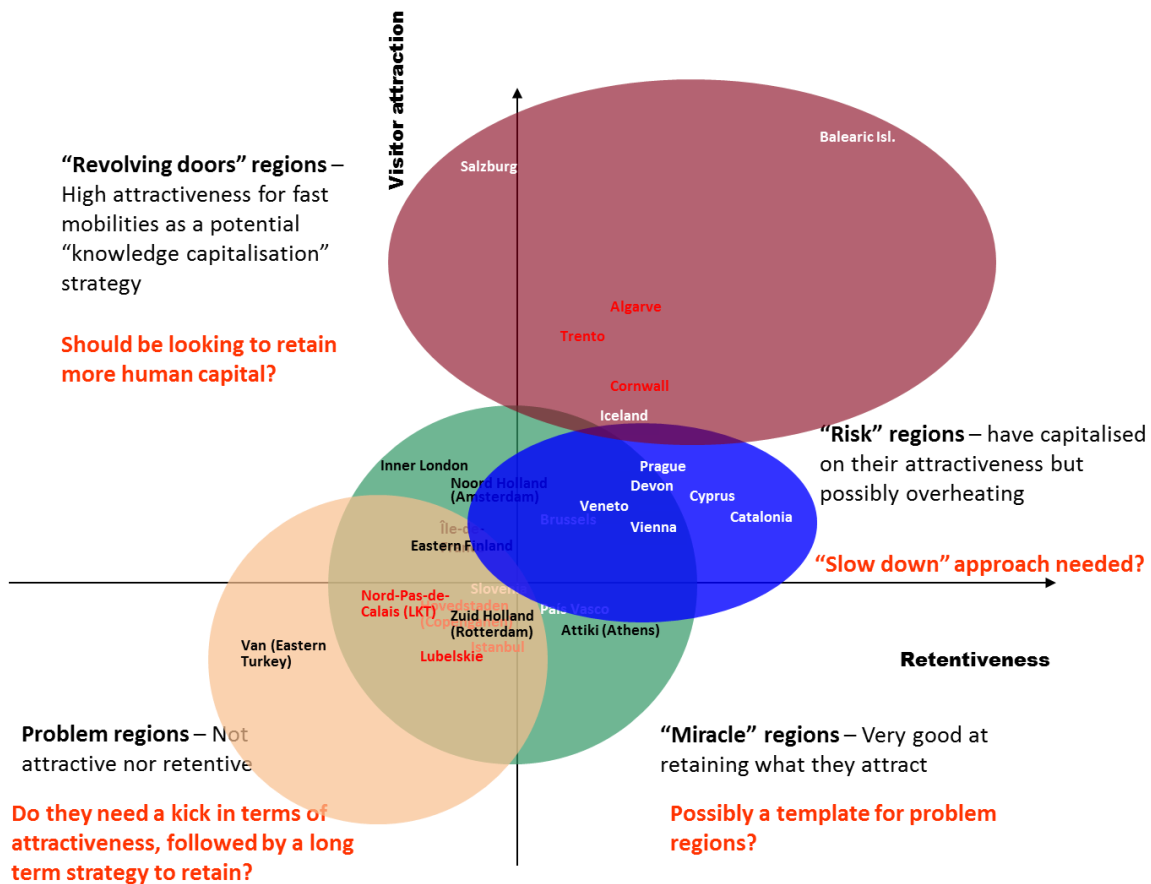 Visitor attraction
Balearic Isl.
Salzburg
“Revolving doors” regions –
High attractiveness for fast
mobilities as a potential
“knowledge capitalisation”
strategy
Should be looking to retain
more human capital?
Algarve
Trento
Cornwall
Iceland
“Risk” regions – have capitalised
on their attractiveness but
possibly overheating
“Slow down” approach needed?
Inner London
Noord Holland
(Amsterdam)
Prague
Devon
Cyprus
Veneto
Brussels
Vienna
Catalonia
Île-de-
Eastern Finland
Nord-Pas-de-
Calais (LKT)
Hovedstaden
Zuid Holland
(Rotterdam)
Pais Vasco
Attiki (Athens)
Istanbul
Lubelskie
Van (Eastern
Turkey)
Retentiveness
Problem regions – Not
attractive nor retentive
Do they need a kick in terms of
attractiveness, followed by a long
term strategy to retain?
“Miracle” regions – Very good at
retaining what they attract
Possibly a template for problem
regions?